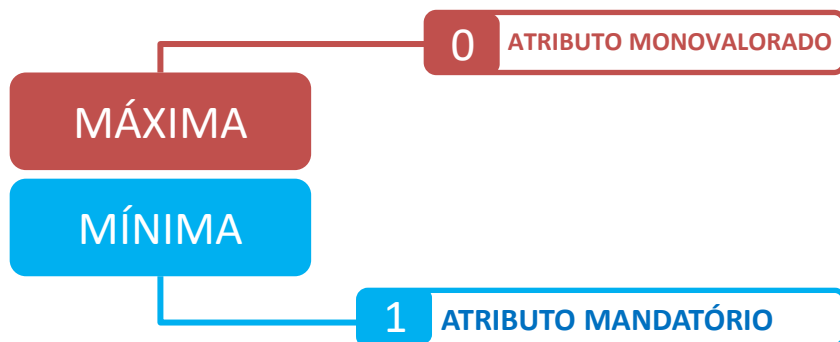 0 ATRIBUTO MONOVALORADO
MÁXIMA
MÍNIMA
1 ATRIBUTO MANDATÓRIO